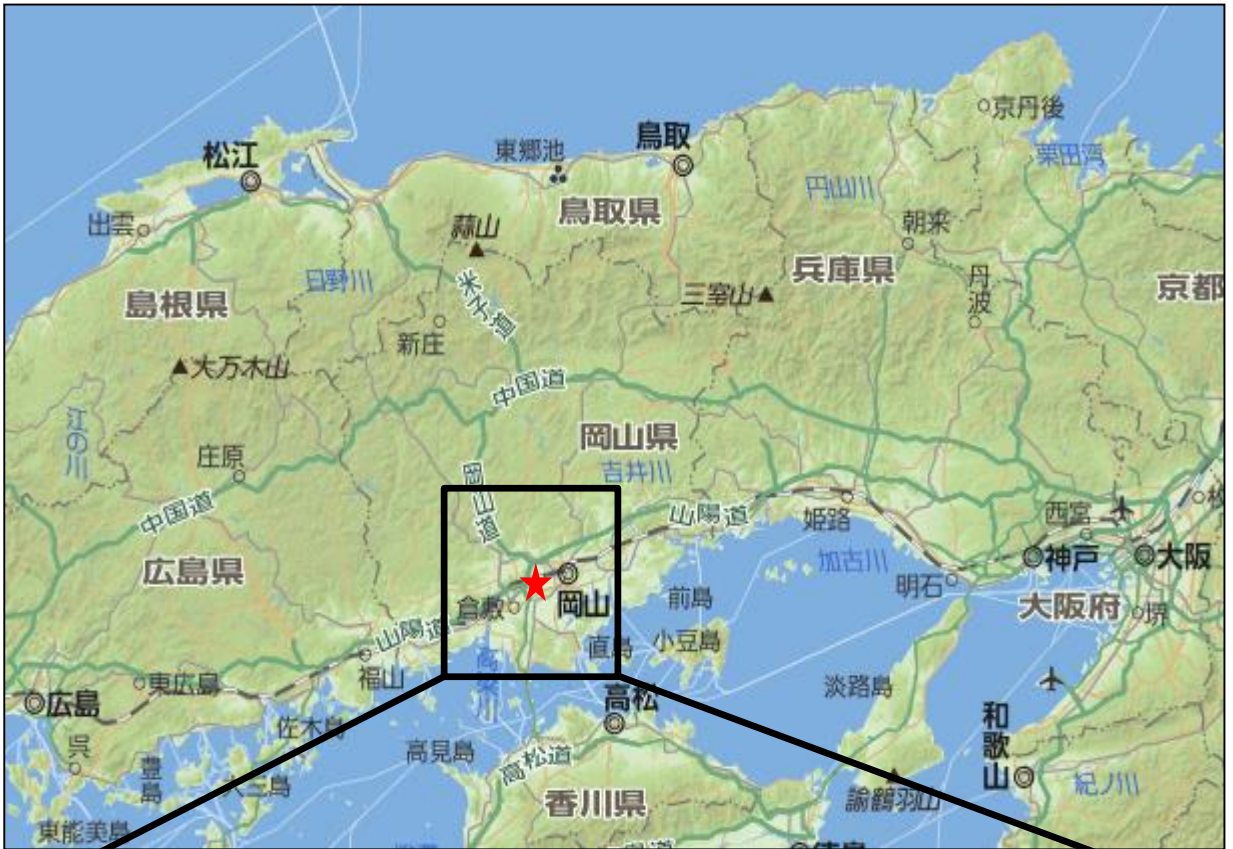 京丹後
鳥取
東郷池
松江
栗田湾
円山川
鳥取県
朝来
出雲
蒜山
兵庫県
日野川
丹波
京都
三室山
島根県
米子道
新庄
大万木山
中国道
江の川
岡山県
庄原
吉井川
岡山道
山陽道
姫路
西宮
中国道
神戸
大阪
加古川
広島県
明石
前島
倉敷
岡山
大阪府
堺
山陽道
直島
小豆島
高梁川
福山
東広島
淡路島
広島
高松
佐木島
和歌山
呉
高見島
豊島
高松道
大三島
紀ノ川
諭鶴羽山
香川県
東能美島